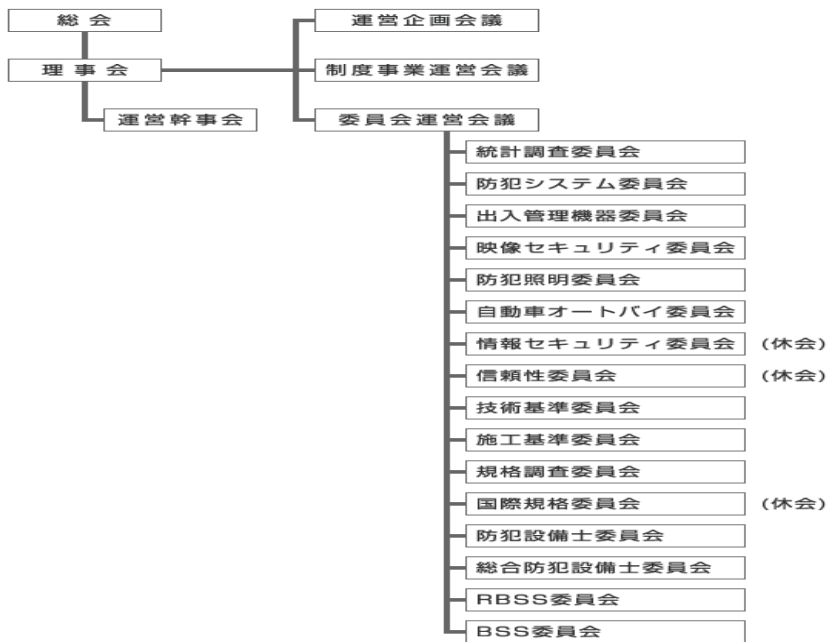 総会
運営企画会議
理事会
制度事業運営会議
運営幹事会
委員会運営会議
統計調査委員会
防犯システム委員会
出入管理機器委員会
映像セキュリティ委員会
防犯照明委員会
自動車オートバイ委員会
情報セキュリティ委員会 (休会)
信頼性委員会 (休会)
技術基準委員会
施工基準委員会
規格調査委員会
国際規格委員会 (休会)
防犯設備士委員会
総合防犯設備士委員会
RBSS委員会
BSS委員会